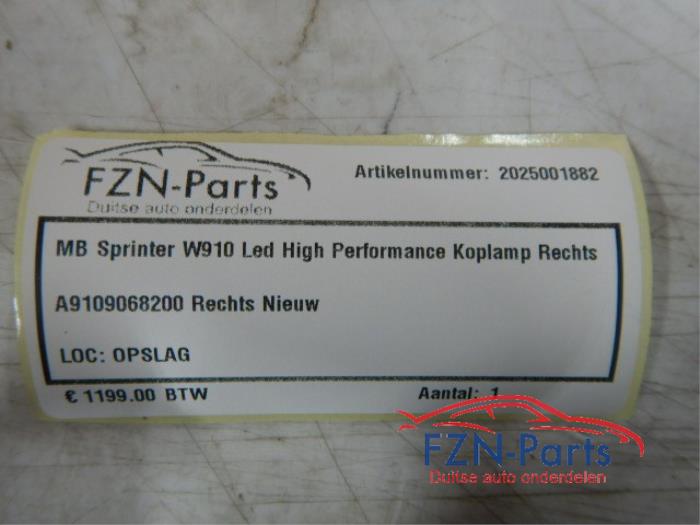 FZN-Parts
Duitse auto onderdelen
Artikelnummer: 2025001882
MB Sprinter W910 Led High Performance Koplamp Rechts
A9109068200 Rechts Nieuw
LOC: OPSLAG
€ 1199.00 BTW
Aantal: 1
FZN-Parts
Duitse auto onderdelen